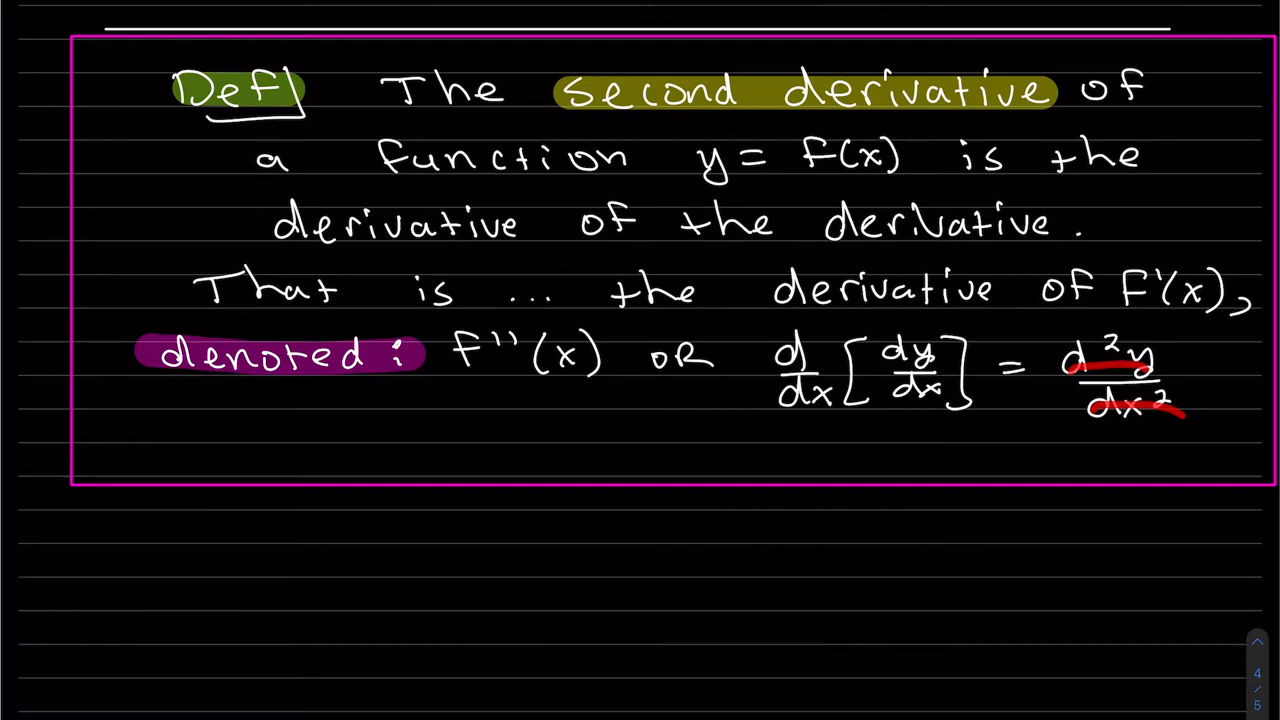 Def The second derivative of
a function y = f(x) is the
derivative of the derivative.
That is ... the derivative of f'(x),
denoted : f''(x) OR d/dx [dy/dx] = d²y/dx²
4
/
5